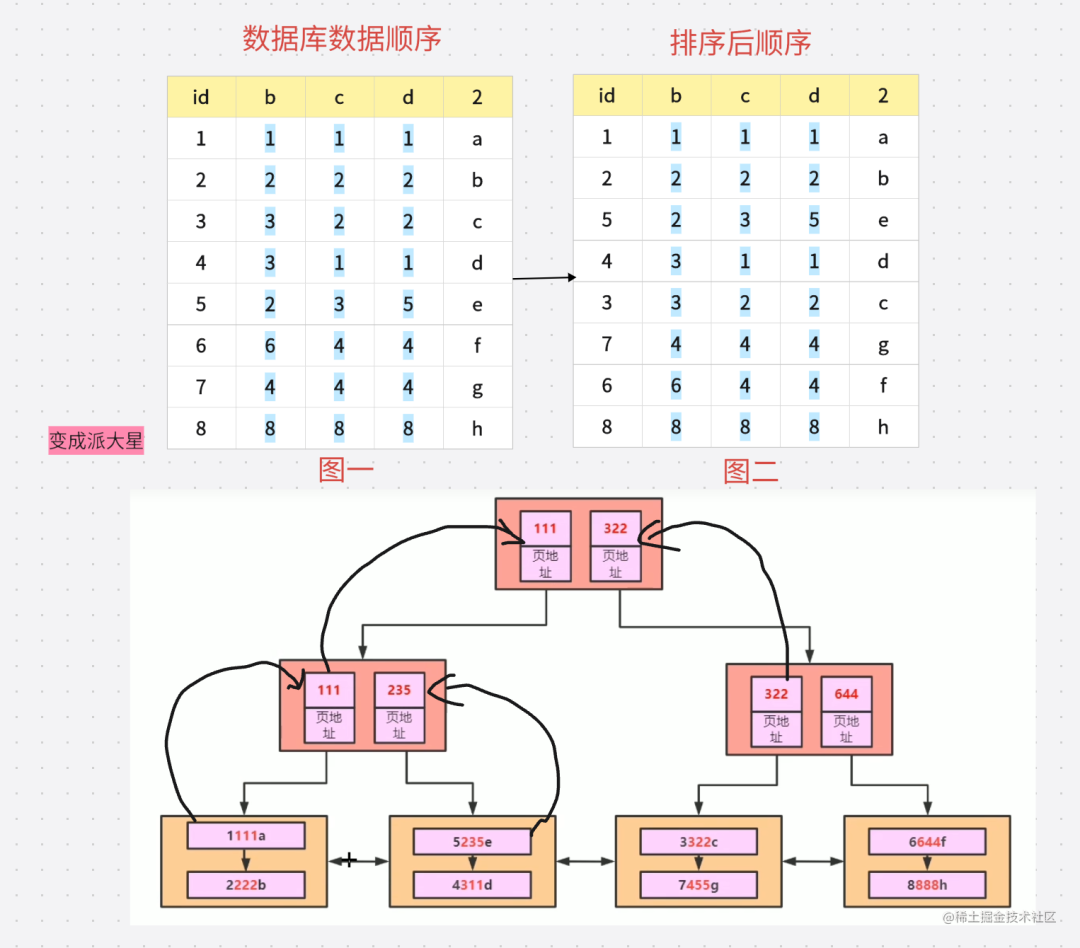 数据库数据顺序
排序后顺序
id b c d 2
1 1 1 1 a
2 2 2 2 b
3 3 2 2 c
4 3 1 1 d
5 2 3 5 e
6 6 4 4 f
7 4 4 4 g
8 8 8 8 h
id b c d 2
1 1 1 1 a
2 2 2 2 b
5 2 3 5 e
4 3 1 1 d
3 3 2 2 c
7 4 4 4 g
6 6 4 4 f
8 8 8 8 h
变成派大星
图一
图二
111 322
页地 页地
址 址
111 235
页地 页地
址 址
322 644
页地 页地
址 址
1111a
2222b
5235e
4311d
3322c
7455g
6644f
8888h
@稀土掘金技术社区